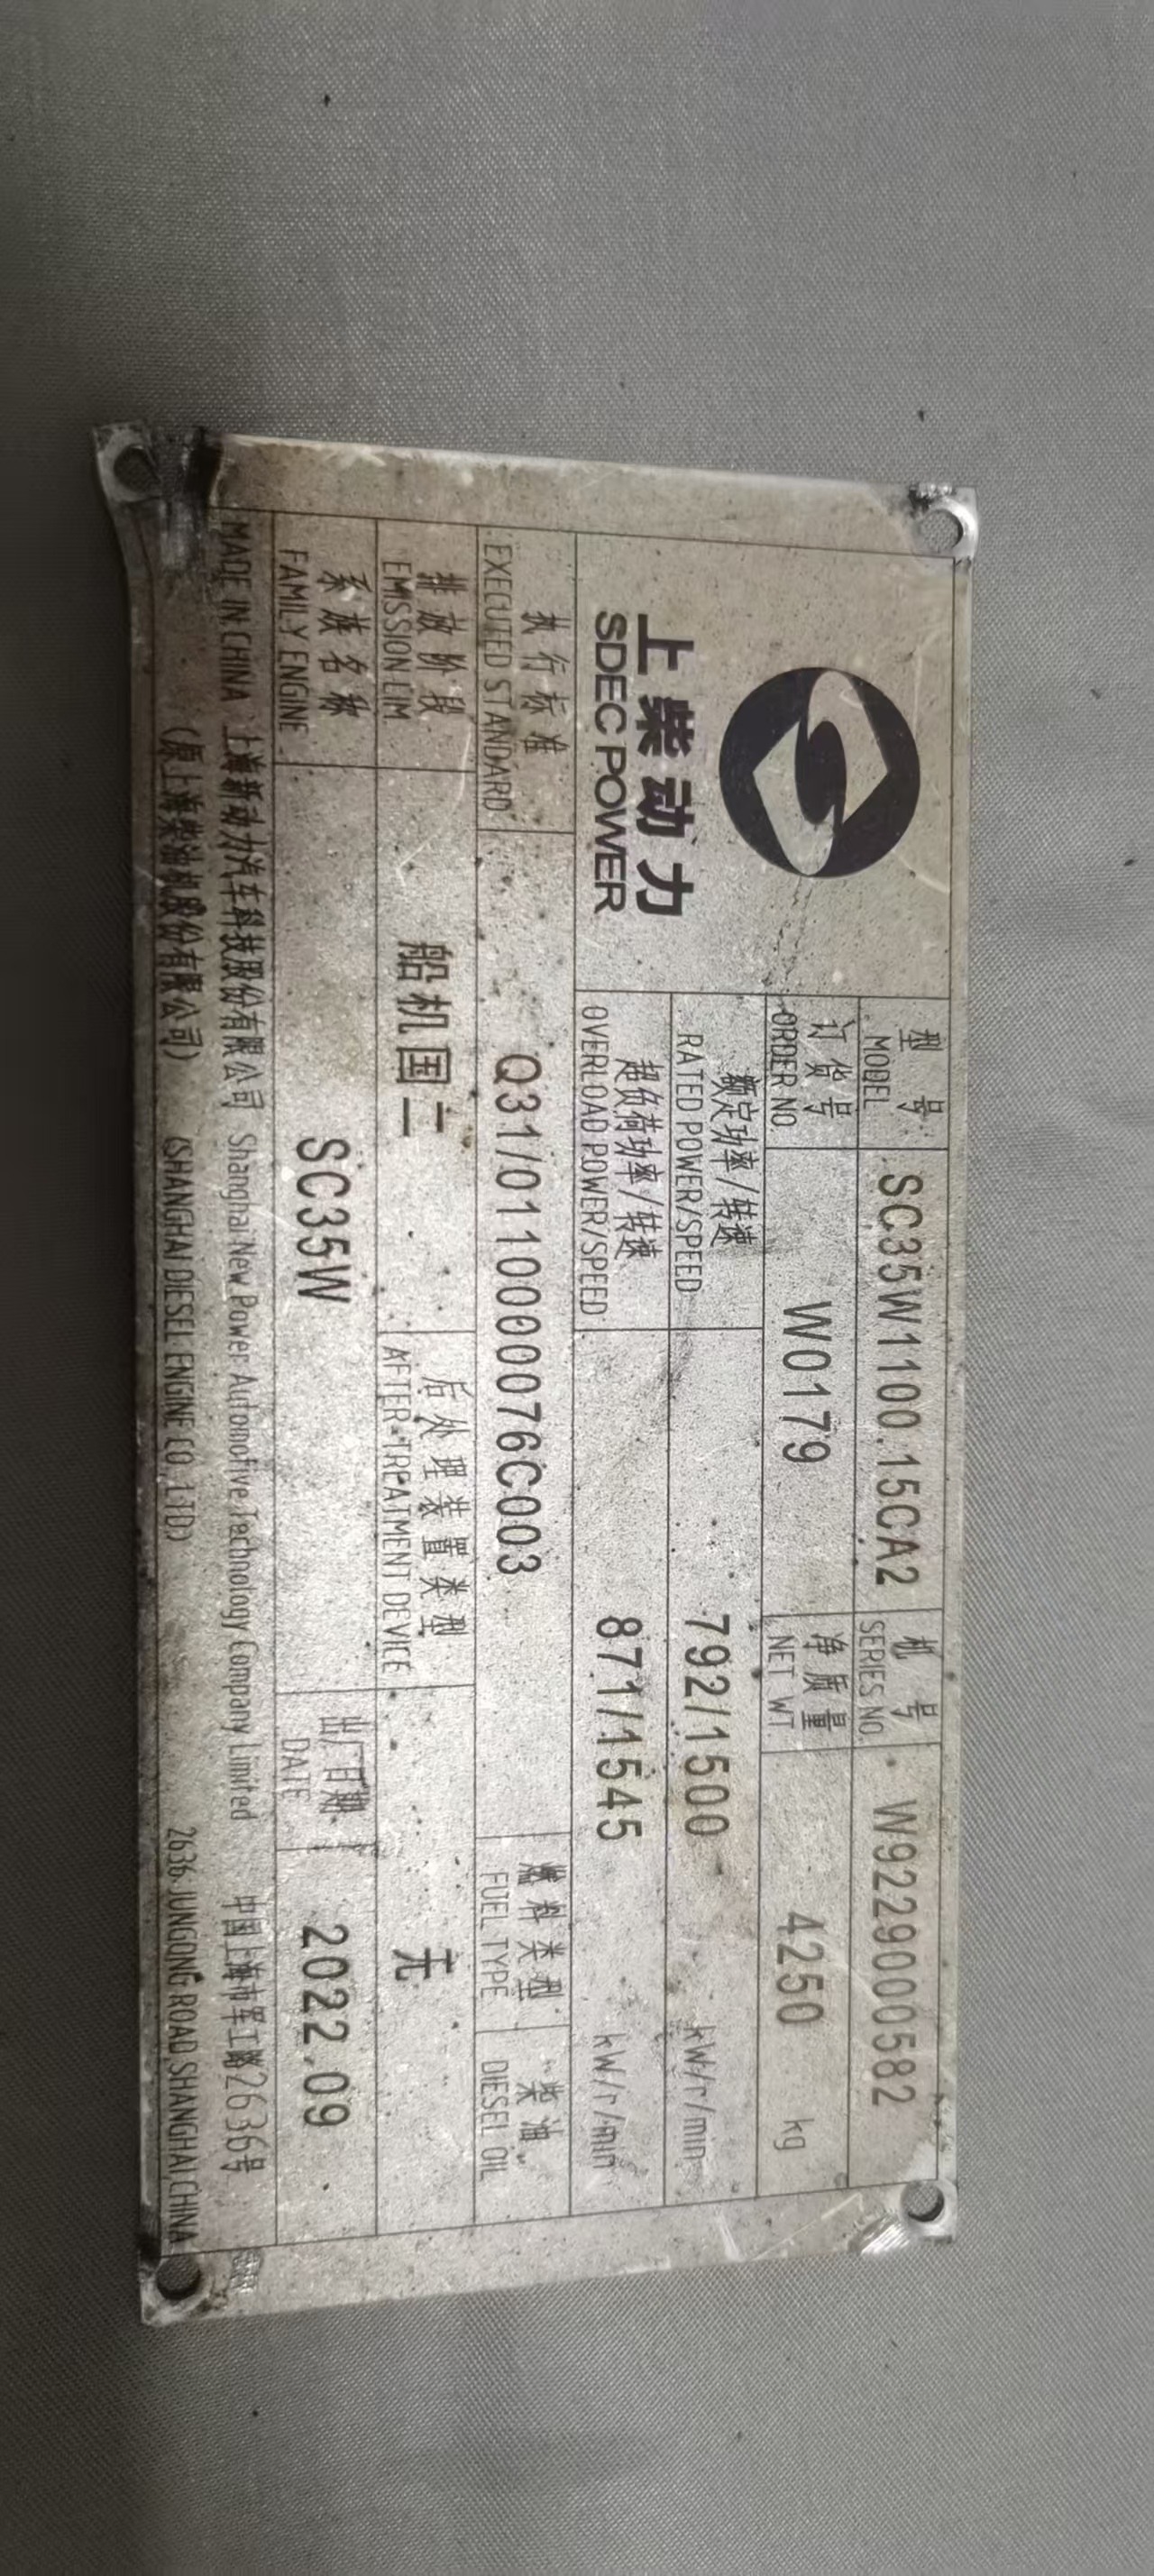 上柴动力
SDEC POWER
型号 SC35W1100.15CA2 机号 W9229000582
MODEL SERIES NO.
订货号 W0179 净质量 4250 kg
ORDER NO. NET WT.
额定功率/转速 792/1500 kW/r/min
RATED POWER/SPEED
超负荷功率/转速 871/1545 kW/r/min
OVERLOAD POWER/SPEED
执行标准 Q31/0110000076C003 燃料类型 柴油
EXECUTED STANDARD FUEL TYPE DIESEL OIL
排放阶段 船机国二 后处理装置类型 无
EMISSION LIM. AFTER-TREATMENT DEVICE
系族名称 SC35W 出厂日期 2022.09
FAMILY ENGINE DATE
MADE IN CHINA 上海新动力汽车科技股份有限公司 Shanghai New Power Automotive Technology Company Limited 中国上海市军工路2636号
(原上海柴油机股份有限公司) (SHANGHAI DIESEL ENGINE CO.,LTD) 2636 JUNGONG ROAD,SHANGHAI,CHINA